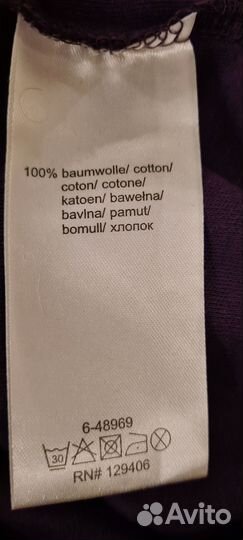 100% baumwolle/ cotton/
coton/ cotone/
katoen/ bawełna/
bavlna/ pamut/
bomull/ хлопок
6-48969
30
RN# 129406
Avito